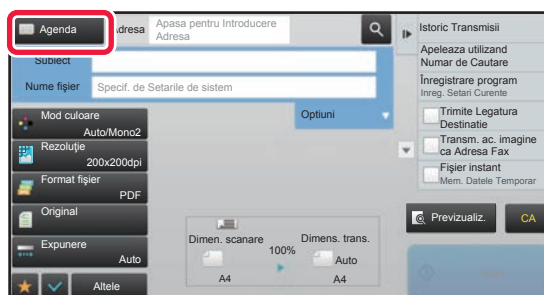 Agenda
Adresa
Apasa pentru Introducere
Adresa
Istoric Transmisii
Subiect
Apeleaza utilizand
Numar de Cautare
Nume fişier
Specif. de Setarile de sistem
Înregistrare program
Inreg. Setari Curente
Mod culoare
Auto/Mono2
Optiuni
Trimite Legatura
Destinatie
Rezoluţie
200x200dpi
Transm. ac. imagine
ca Adresa Fax
Format fişier
PDF
Fişier instant
Mem. Datele Temporar
Original
Previzualiz.
CA
Expunere
Auto
Dimen. scanare
100%
Dimens. trans.
Auto
A4
A4
Altele